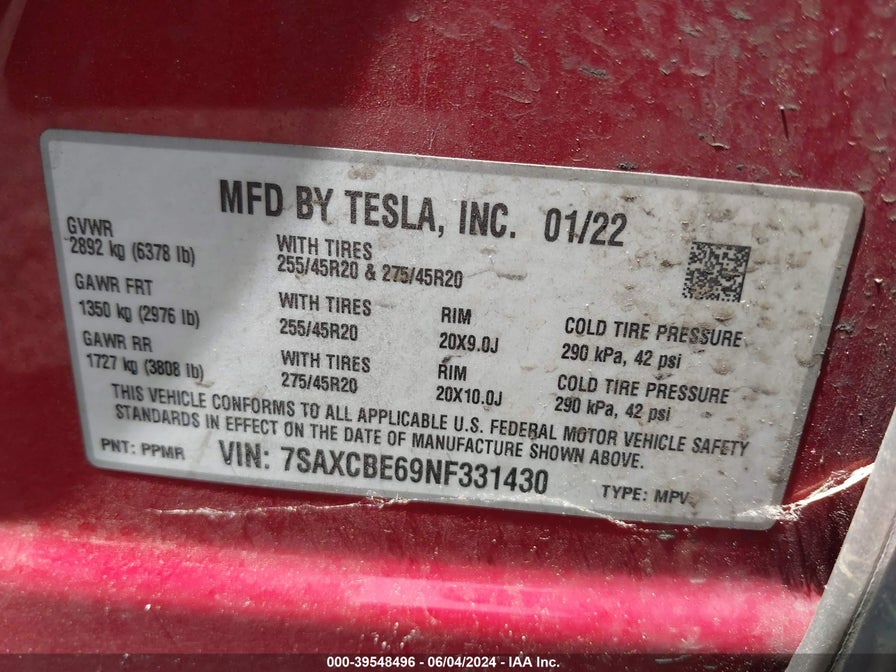 MFD BY TESLA, INC. 01/22
GVWR
2892 kg (6378 lb)
WITH TIRES
255/45R20 & 275/45R20
GAWR FRT
1350 kg (2976 lb)
WITH TIRES
255/45R20
RIM
20X9.0J
COLD TIRE PRESSURE
290 kPa, 42 psi
GAWR RR
1727 kg (3808 lb)
WITH TIRES
275/45R20
RIM
20X10.0J
COLD TIRE PRESSURE
290 kPa, 42 psi
THIS VEHICLE CONFORMS TO ALL APPLICABLE U.S. FEDERAL MOTOR VEHICLE SAFETY
STANDARDS IN EFFECT ON THE DATE OF MANUFACTURE SHOWN ABOVE.
PNT: PPMR VIN: 7SAXCBE69NF331430 TYPE: MPV
000-39548496 - 06/04/2024 - IAA Inc.